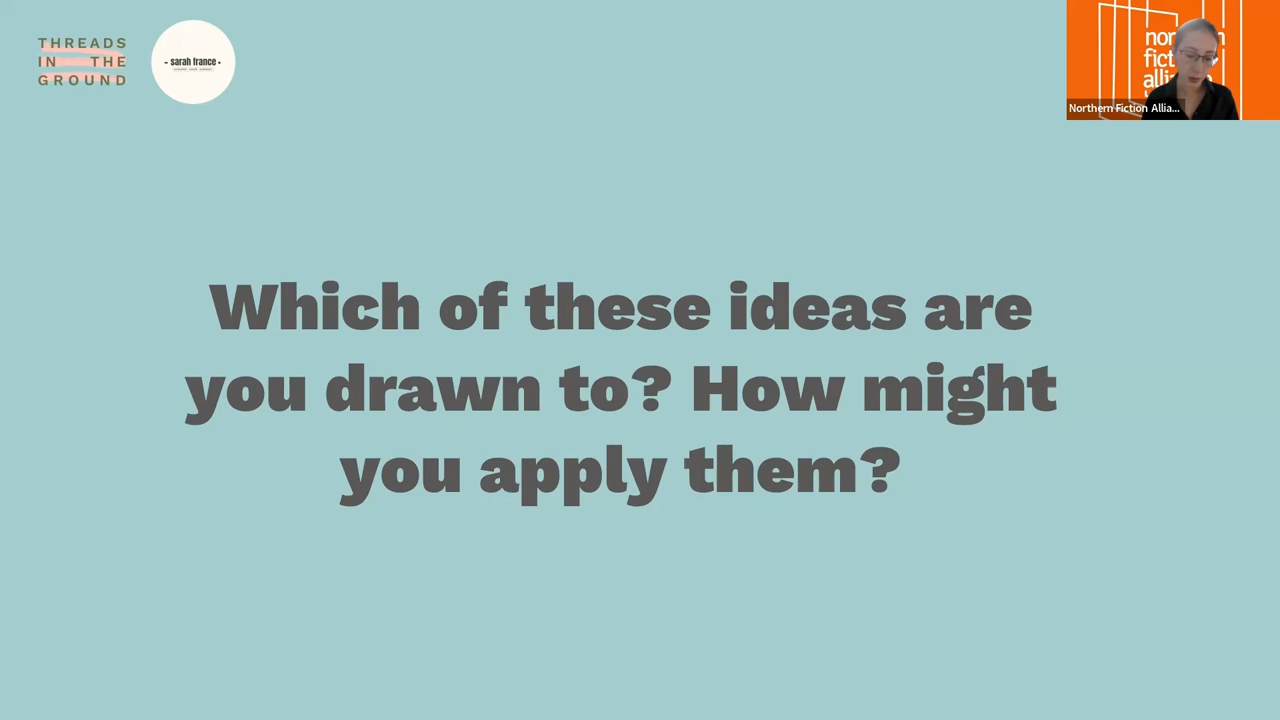 THREADS
IN THE
GROUND
- sarah france -
Northern Fiction Allia...
Which of these ideas are
you drawn to? How might
you apply them?